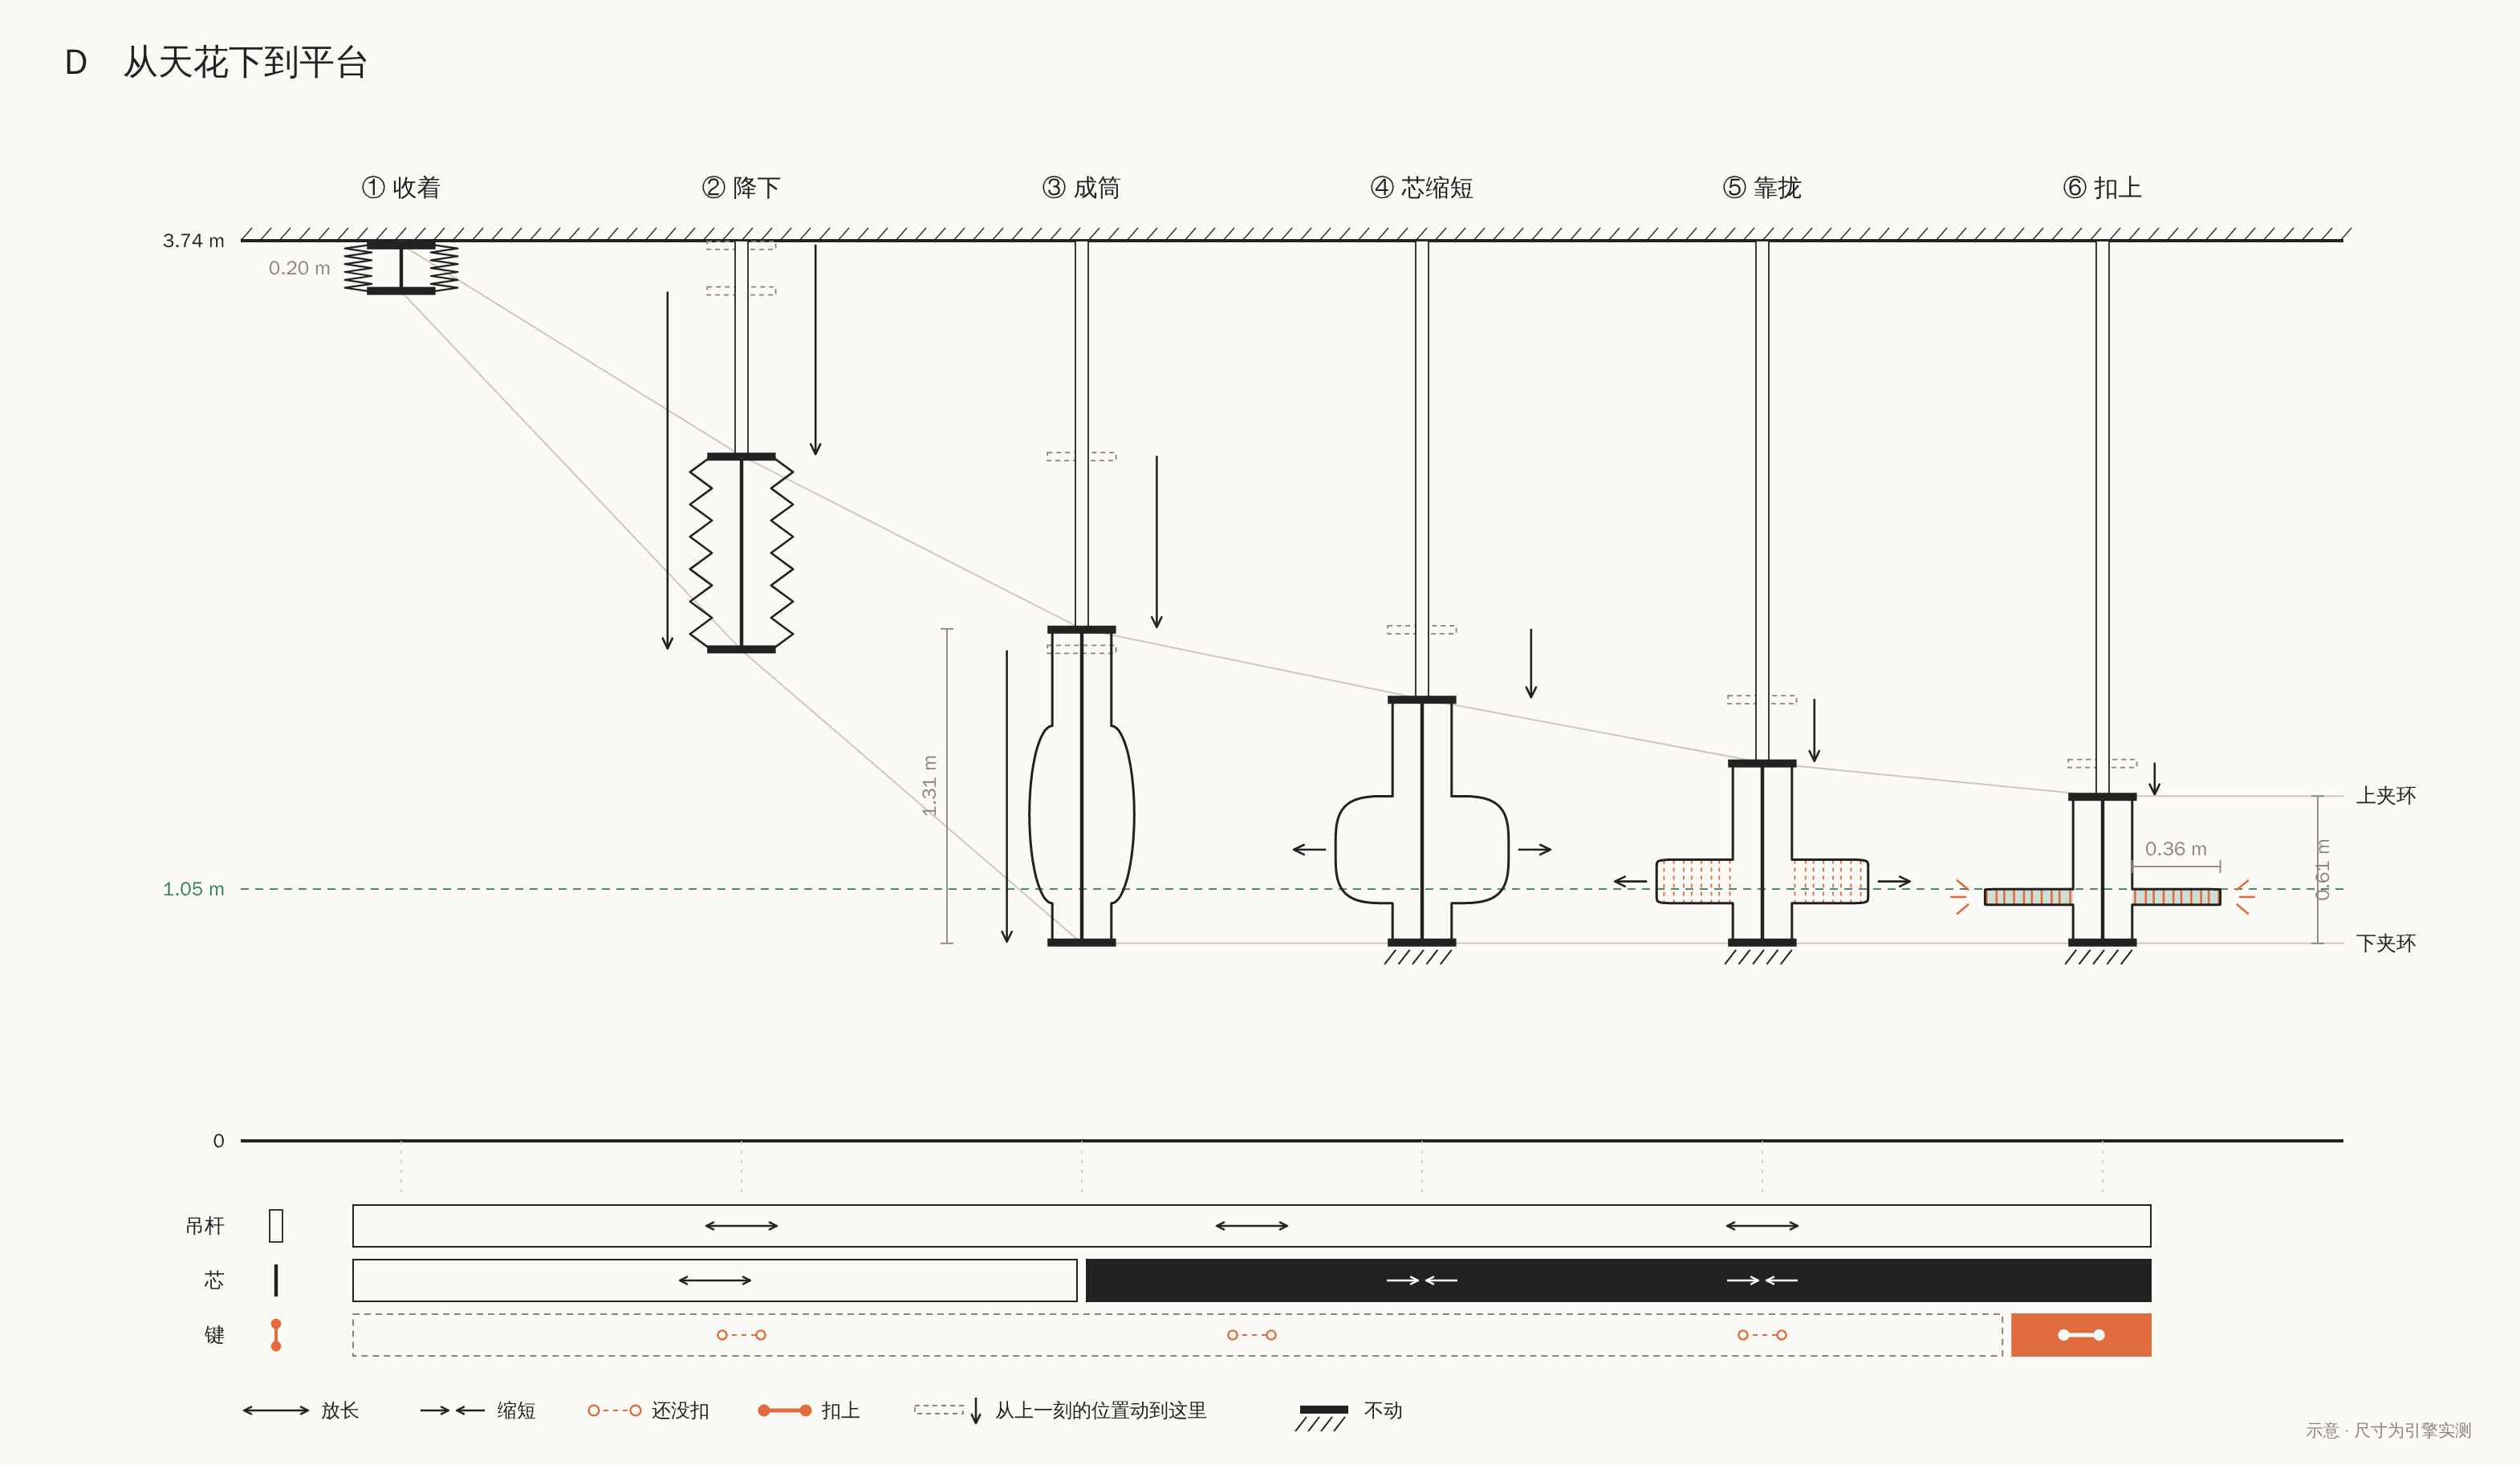 D 从天花下到平台
① 收着
② 降下
③ 成筒
④ 芯缩短
⑤ 靠拢
⑥ 扣上
3.74 m
0.20 m
1.31 m
上夹环
0.36 m
0.61 m
1.05 m
下夹环
0
吊杆
芯
键
放长
缩短
还没扣
扣上
从上一刻的位置动到这里
不动
示意 · 尺寸为引擎实测